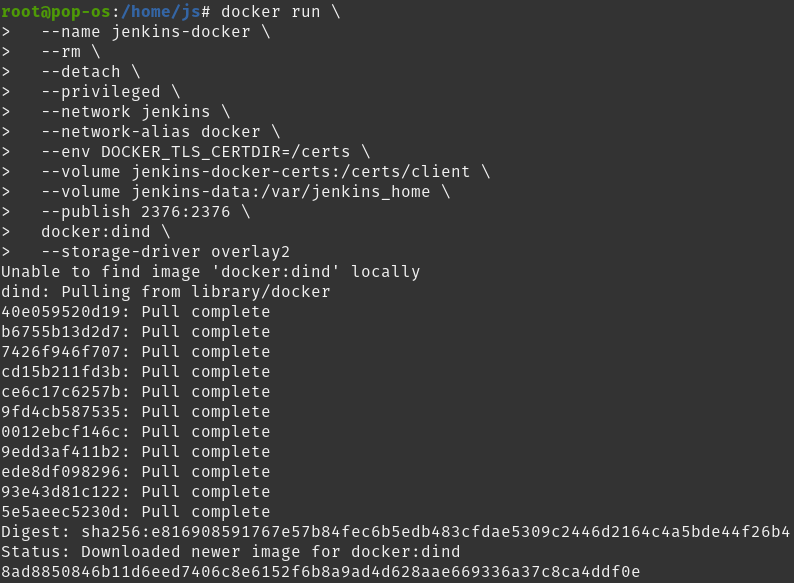 root@pop-os:/home/js# docker run \
>   --name jenkins-docker \
>   --rm \
>   --detach \
>   --privileged \
>   --network jenkins \
>   --network-alias docker \
>   --env DOCKER_TLS_CERTDIR=/certs \
>   --volume jenkins-docker-certs:/certs/client \
>   --volume jenkins-data:/var/jenkins_home \
>   --publish 2376:2376 \
>   docker:dind \
>   --storage-driver overlay2
Unable to find image 'docker:dind' locally
dind: Pulling from library/docker
40e059520d19: Pull complete
b6755b13d2d7: Pull complete
7426f946f707: Pull complete
cd15b211fd3b: Pull complete
ce6c17c6257b: Pull complete
9fd4cb587535: Pull complete
0012ebcf146c: Pull complete
9edd3af411b2: Pull complete
ede8df098296: Pull complete
93e43d81c122: Pull complete
5e5aeec5230d: Pull complete
Digest: sha256:e816908591767e57b84fec6b5edb483cfdae5309c2446d2164c4a5bde44f26b4
Status: Downloaded newer image for docker:dind
8ad8850846b11d6eed7406c8e6152f6b8a9ad4d628aae669336a37c8ca4ddf0e